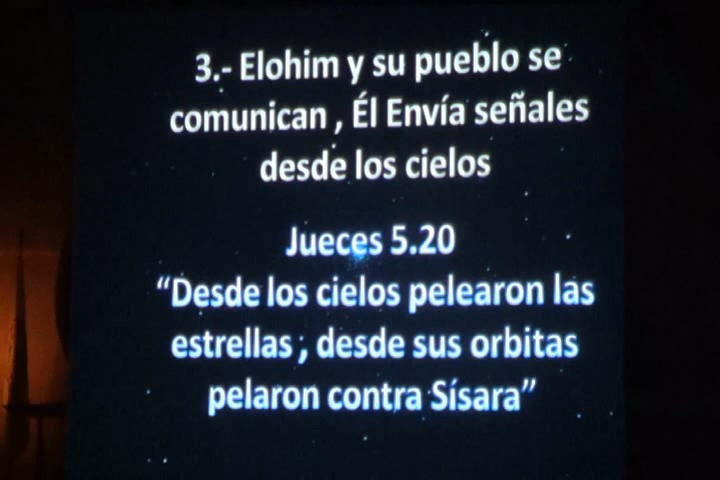 3.- Elohim y su pueblo se
comunican , Él Envía señales
desde los cielos
Jueces 5.20
“Desde los cielos pelearon las
estrellas , desde sus orbitas
pelaron contra Sísara”